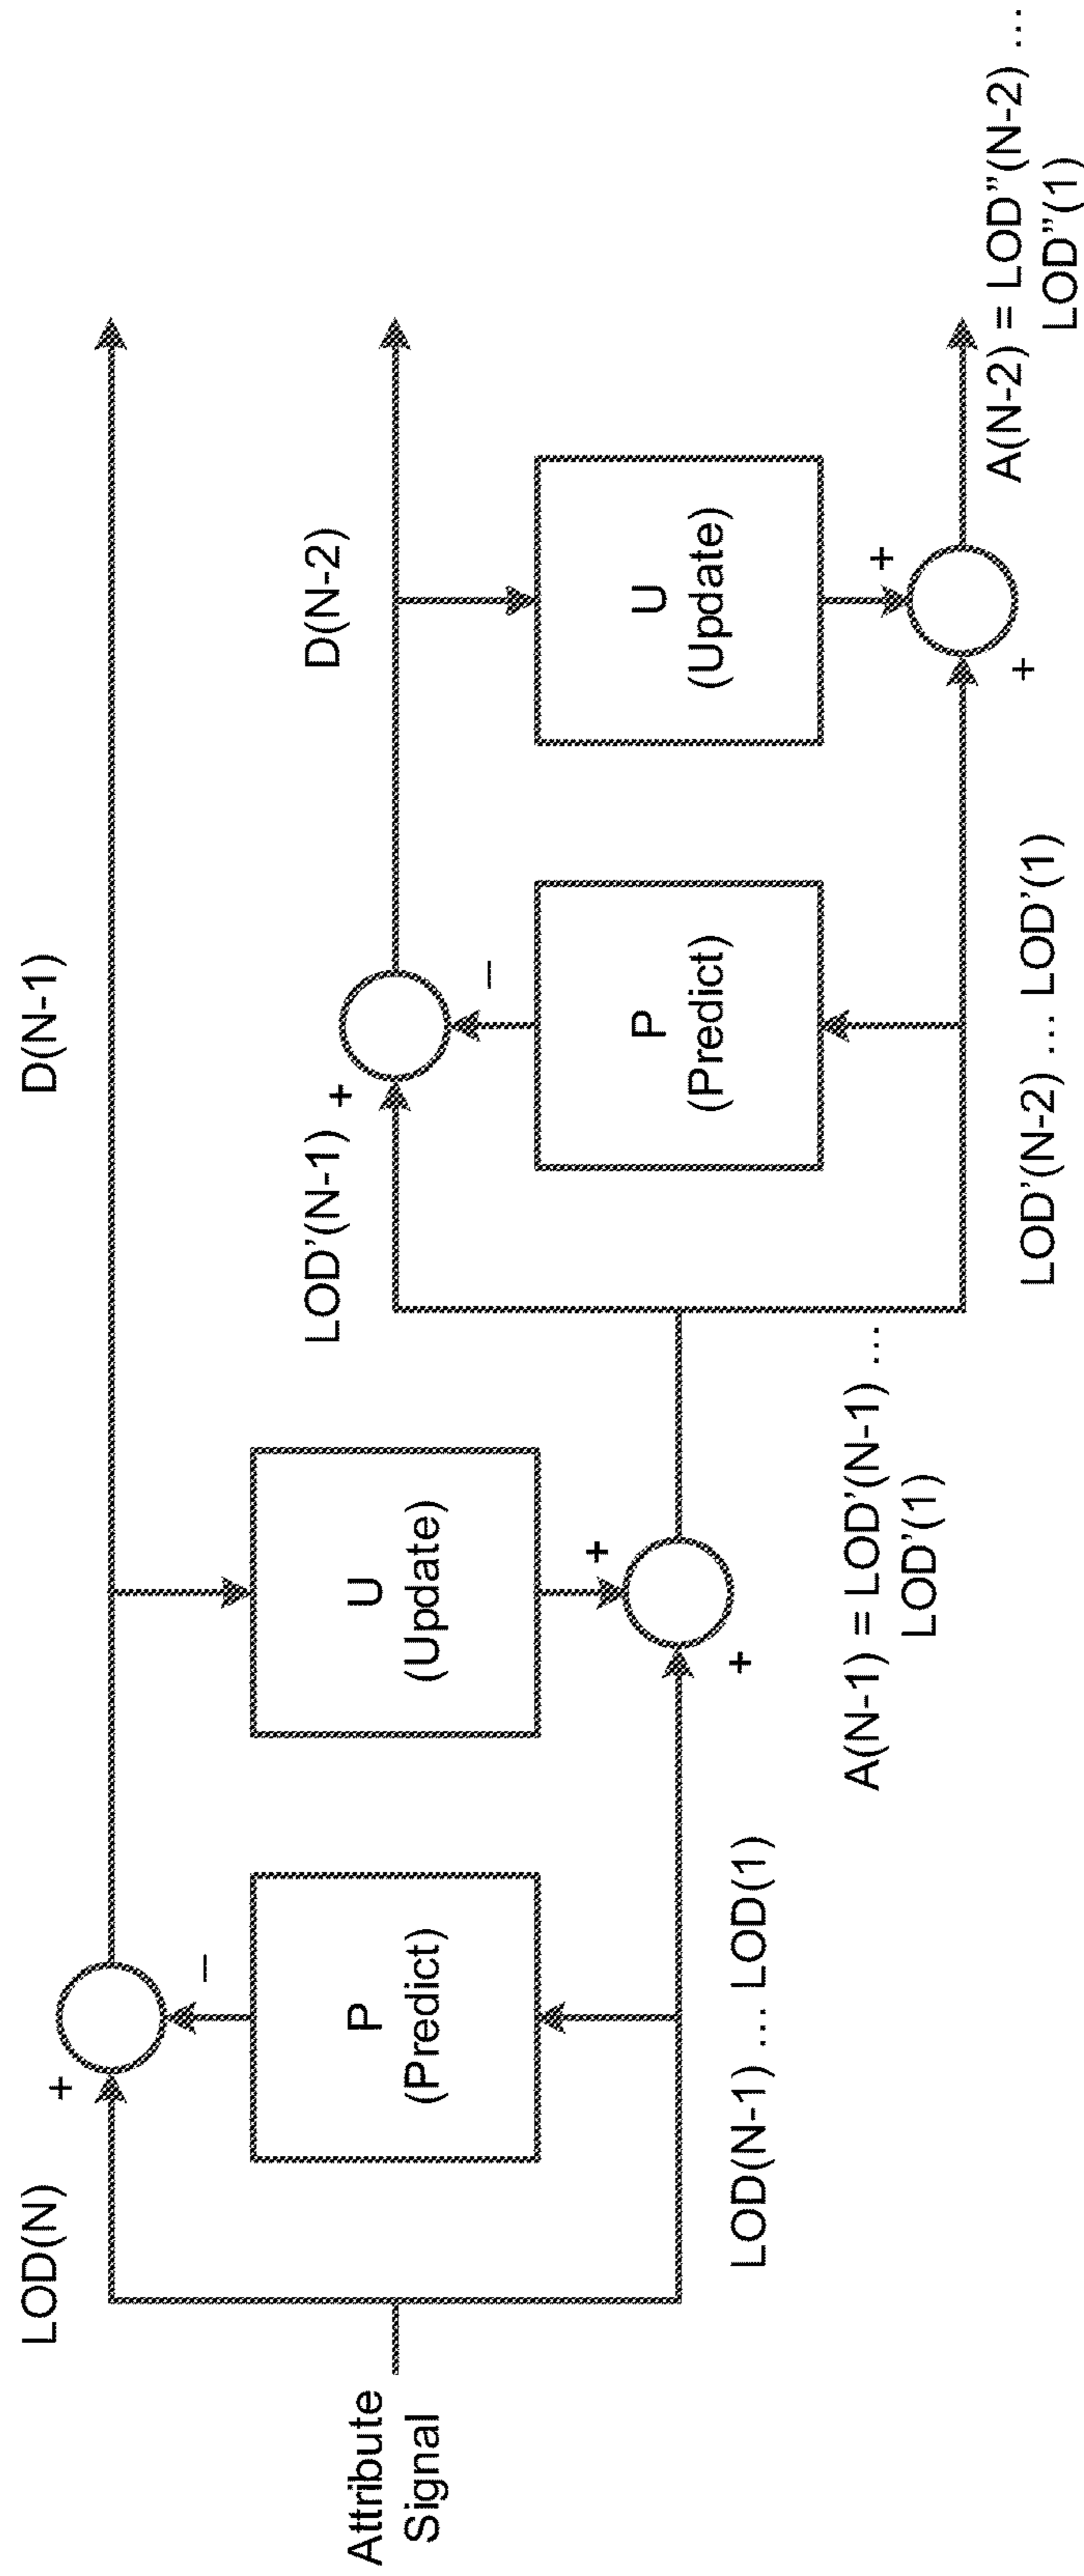 Attribute
Signal
LOD(N)
+
–
P
(Predict)
LOD(N-1) ... LOD(1)
D(N-1)
U
(Update)
+
+
A(N-1) = LOD'(N-1) ...
LOD'(1)
LOD'(N-1)
+
–
P
(Predict)
LOD'(N-2) ... LOD'(1)
D(N-2)
U
(Update)
+
+
A(N-2) = LOD”(N-2) ...
LOD”(1)